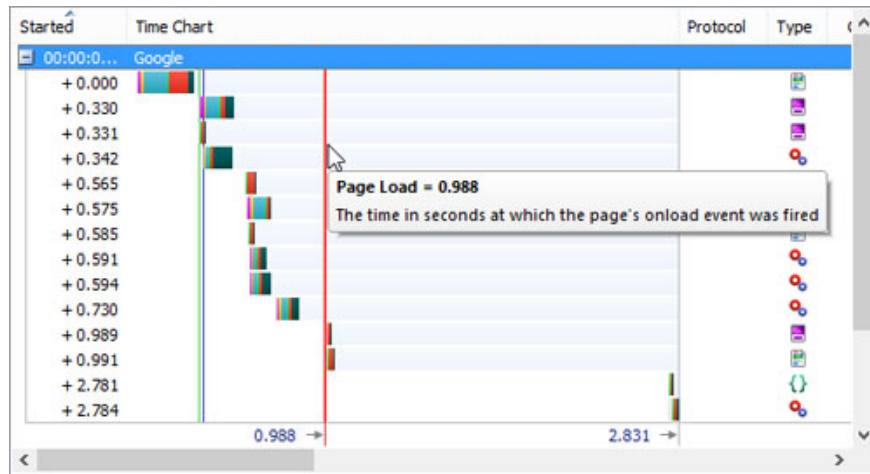 Started Time Chart Protocol Type
00:00:0... Google
+ 0.000
+ 0.330
+ 0.331
+ 0.342
+ 0.565
Page Load = 0.988
+ 0.575
The time in seconds at which the page's onload event was fired
+ 0.585
+ 0.591
+ 0.594
+ 0.730
+ 0.989
+ 0.991
+ 2.781
+ 2.784
0.988 → 2.831 →